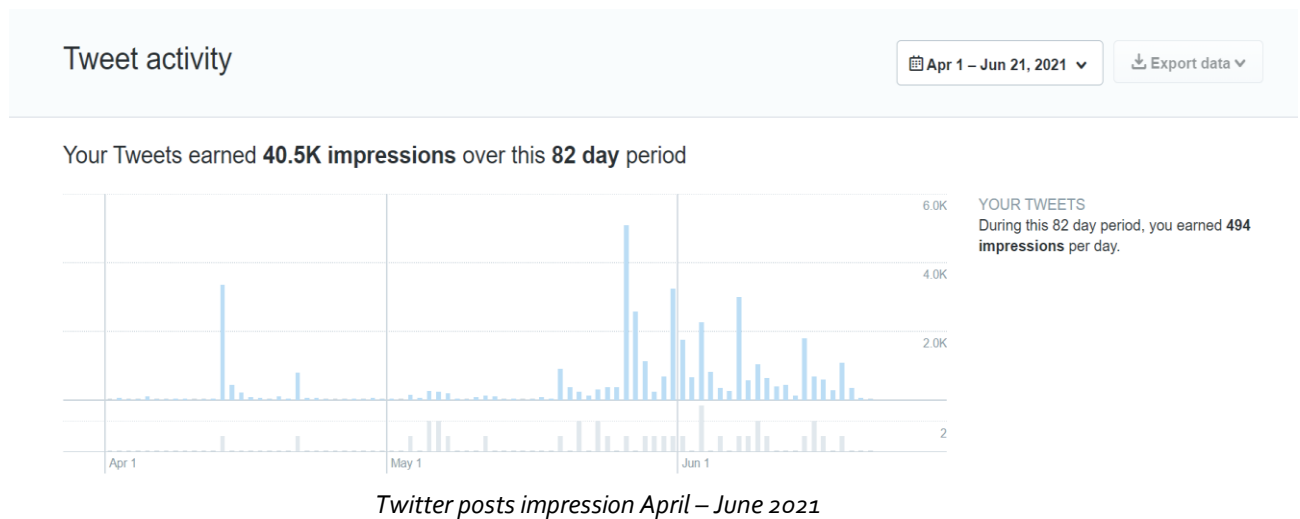 Tweet activity
Apr 1 – Jun 21, 2021
Export data
Your Tweets earned 40.5K impressions over this 82 day period
6.0K
4.0K
2.0K
2
Apr 1
May 1
Jun 1
YOUR TWEETS
During this 82 day period, you earned 494
impressions per day.
Twitter posts impression April – June 2021